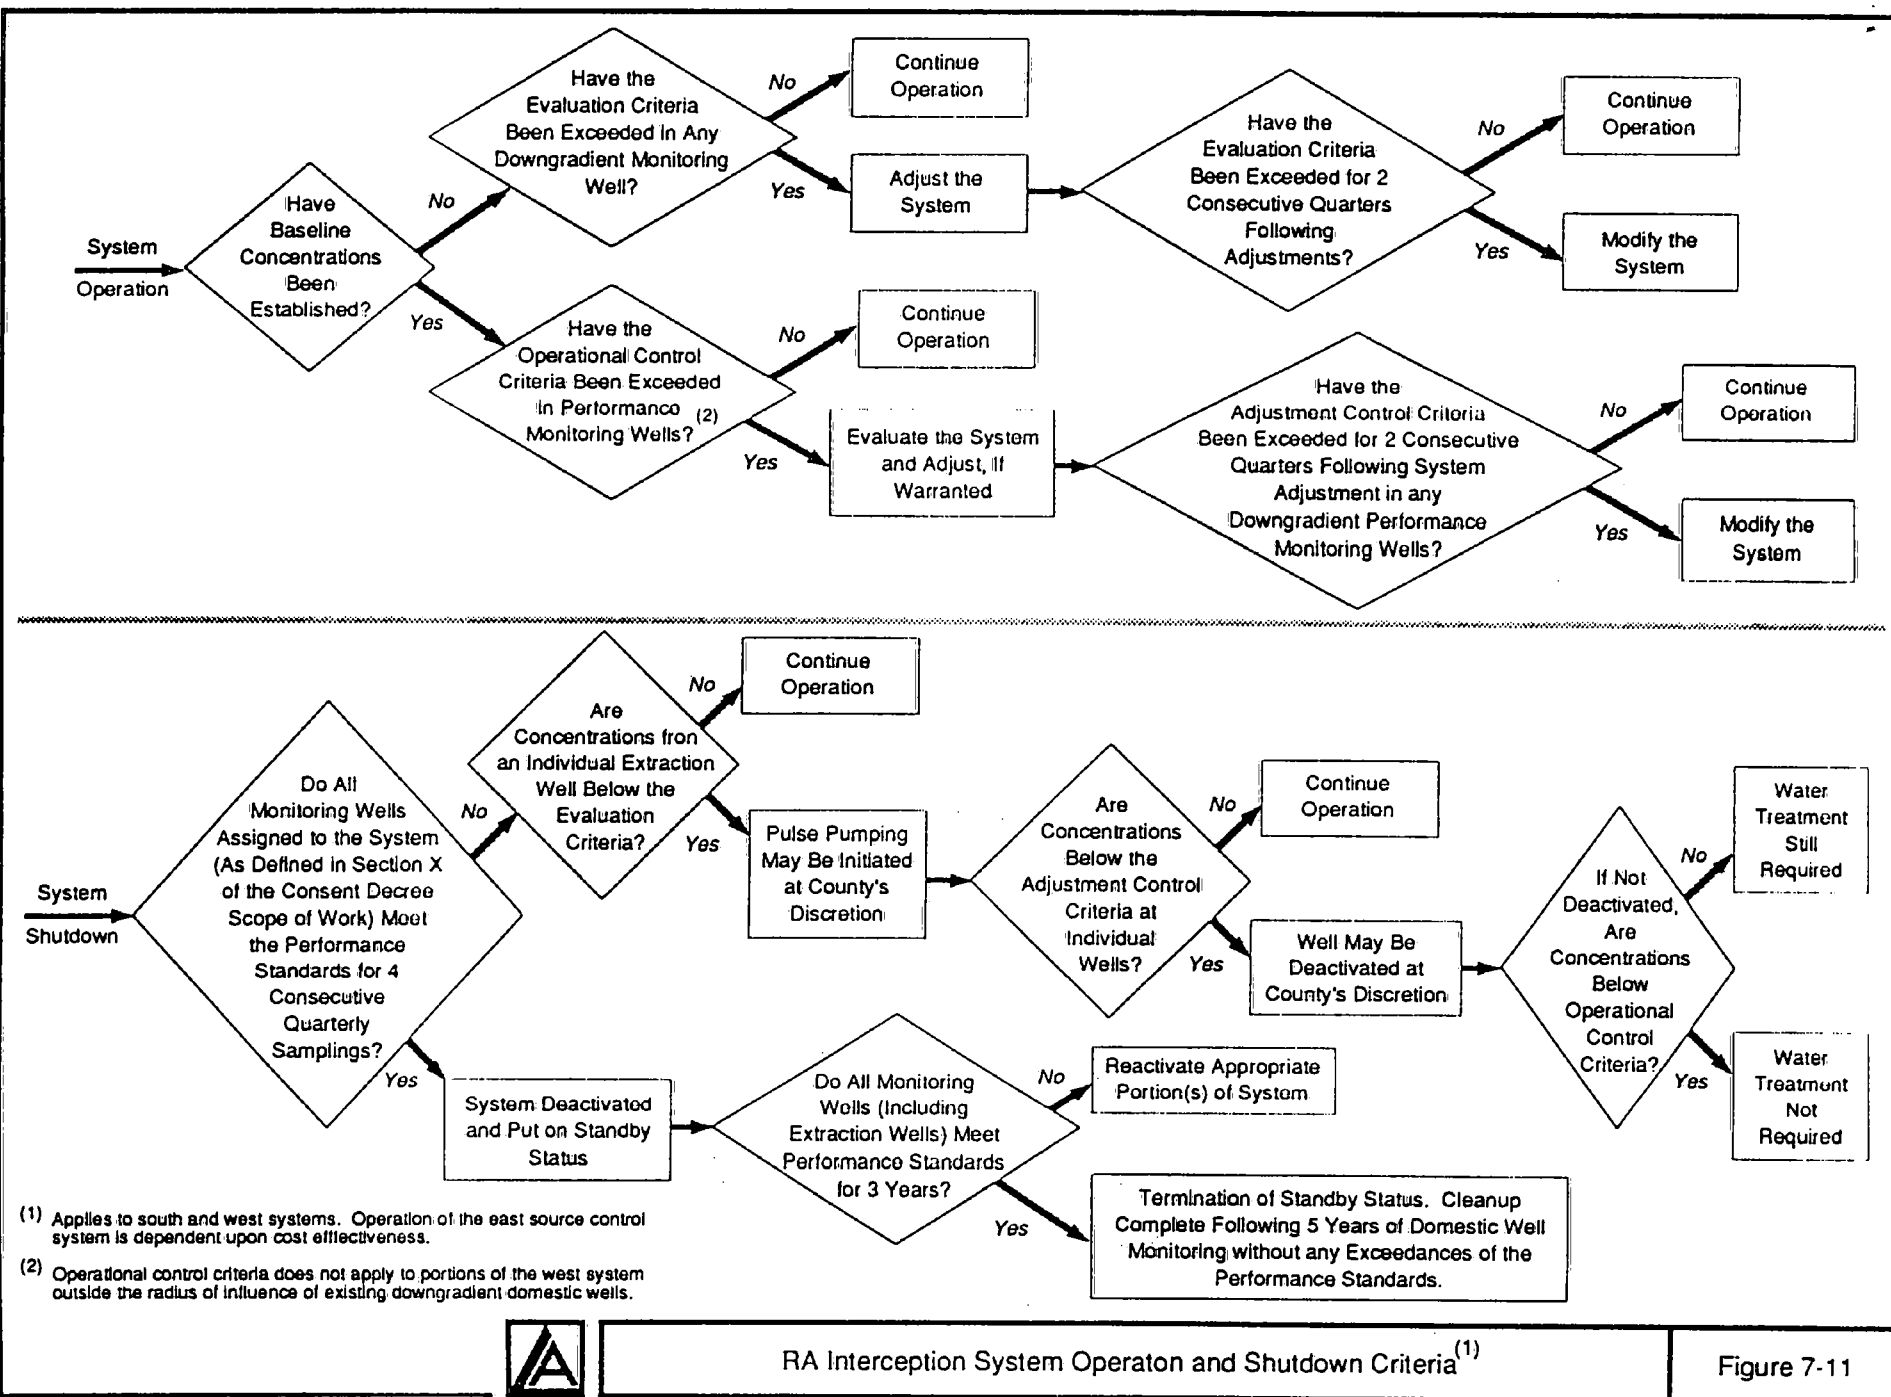 System
Operation
Have
Baseline
Concentrations
Been
Established?
No
Yes
Have the
Evaluation Criteria
Been Exceeded in Any
Downgradient Monitoring
Well?
No
Continue
Operation
Yes
Adjust the
System
Have the
Evaluation Criteria
Been Exceeded for 2
Consecutive Quarters
Following
Adjustments?
No
Continue
Operation
Yes
Modify the
System
Have the
Operational Control
Criteria Been Exceeded
In Performance
Monitoring Wells? (2)
No
Continue
Operation
Yes
Evaluate the System
and Adjust, If
Warranted
Have the
Adjustment Control Criteria
Been Exceeded for 2 Consecutive
Quarters Following System
Adjustment in any
Downgradient Performance
Monitoring Wells?
No
Continue
Operation
Yes
Modify the
System
System
Shutdown
Do All
Monitoring Wells
Assigned to the System
(As Defined in Section X
of the Consent Decree
Scope of Work) Meet
the Performance
Standards for 4
Consecutive
Quarterly
Samplings?
No
Yes
Are
Concentrations fron
an Individual Extraction
Well Below the
Evaluation
Criteria?
No
Continue
Operation
Yes
Pulse Pumping
May Be Initiated
at County's
Discretion
Are
Concentrations
Below the
Adjustment Control
Criteria at
Individual
Wells?
No
Continue
Operation
Yes
Well May Be
Deactivated at
County's Discretion
If Not
Deactivated,
Are
Concentrations
Below
Operational
Control
Criteria?
No
Water
Treatment
Still
Required
Yes
Water
Treatment
Not
Required
System Deactivated
and Put on Standby
Status
Do All Monitoring
Wells (Including
Extraction Wells) Meet
Performance Standards
for 3 Years?
No
Reactivate Appropriate
Portion(s) of System
Yes
Termination of Standby Status. Cleanup
Complete Following 5 Years of Domestic Well
Monitoring without any Exceedances of the
Performance Standards.
(1) Applies to south and west systems. Operation of the east source control
system is dependent upon cost effectiveness.
(2) Operational control criteria does not apply to portions of the west system
outside the radius of influence of existing downgradient domestic wells.
RA Interception System Operaton and Shutdown Criteria (1)
Figure 7-11